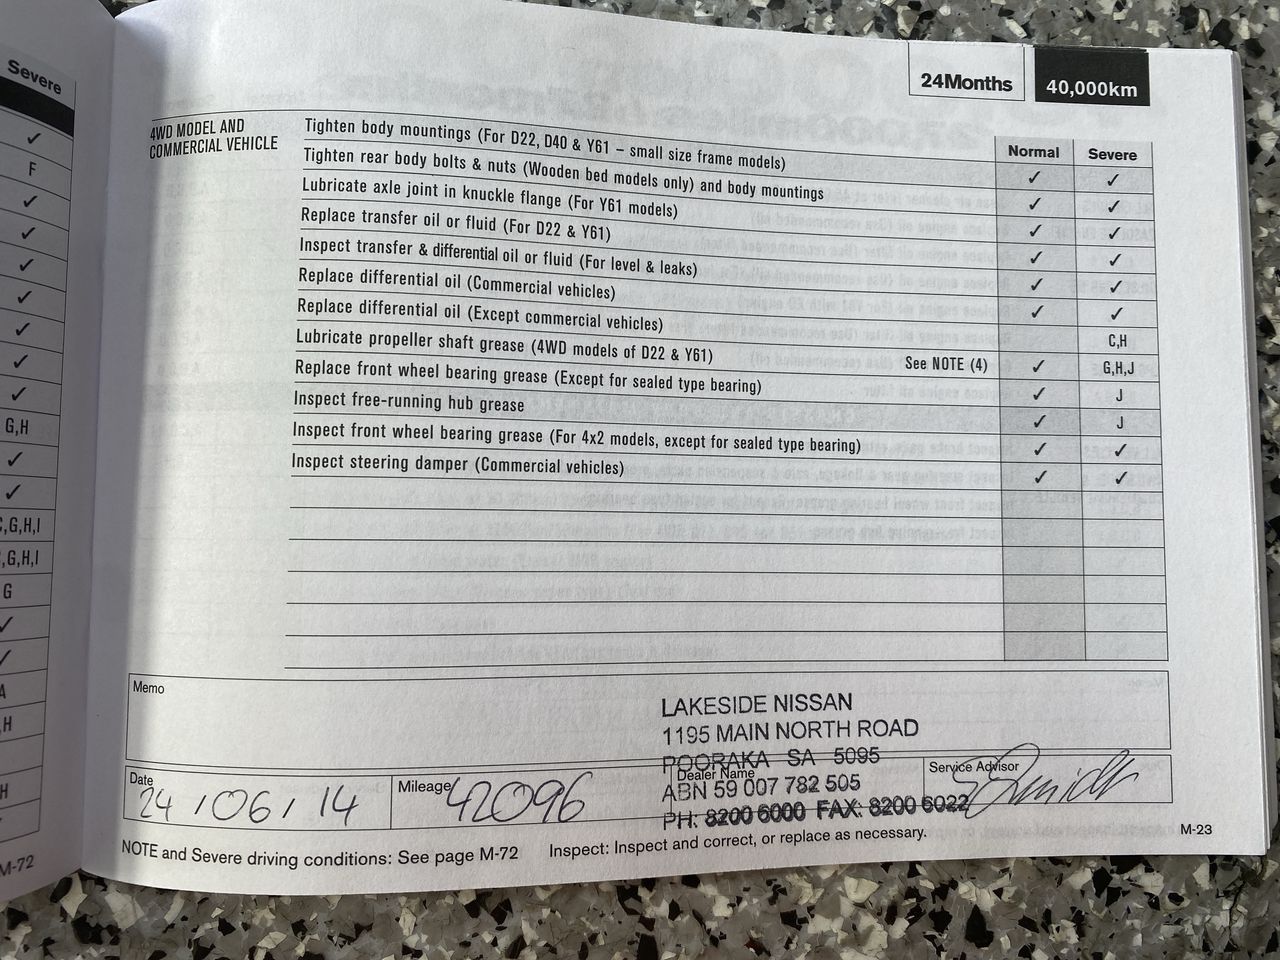 Severe
✓
F
✓
✓
✓
✓
✓
✓
✓
G,H
✓
✓
,G,H,I
,G,H,I
G
✓
✓
A
,H
H
M-72
24Months
40,000km
4WD MODEL AND
COMMERCIAL VEHICLE
Normal Severe
Tighten body mountings (For D22, D40 & Y61 – small size frame models) ✓ ✓
Tighten rear body bolts & nuts (Wooden bed models only) and body mountings ✓ ✓
Lubricate axle joint in knuckle flange (For Y61 models) ✓ ✓
Replace transfer oil or fluid (For D22 & Y61) ✓ ✓
Inspect transfer & differential oil or fluid (For level & leaks) ✓ ✓
Replace differential oil (Commercial vehicles) C,H
Replace differential oil (Except commercial vehicles) See NOTE (4) ✓ G,H,J
Lubricate propeller shaft grease (4WD models of D22 & Y61) ✓ J
Replace front wheel bearing grease (Except for sealed type bearing) ✓ J
Inspect free-running hub grease ✓ ✓
Inspect front wheel bearing grease (For 4x2 models, except for sealed type bearing) ✓ ✓
Inspect steering damper (Commercial vehicles)
Memo
LAKESIDE NISSAN
1195 MAIN NORTH ROAD
POORAKA SA 5095
ABN 59 007 782 505
PH: 8200 6000 FAX: 8200 6022
Date
24/06/14
Mileage
42096
Dealer Name
Service Advisor
NOTE and Severe driving conditions: See page M-72
Inspect: Inspect and correct, or replace as necessary.
M-23